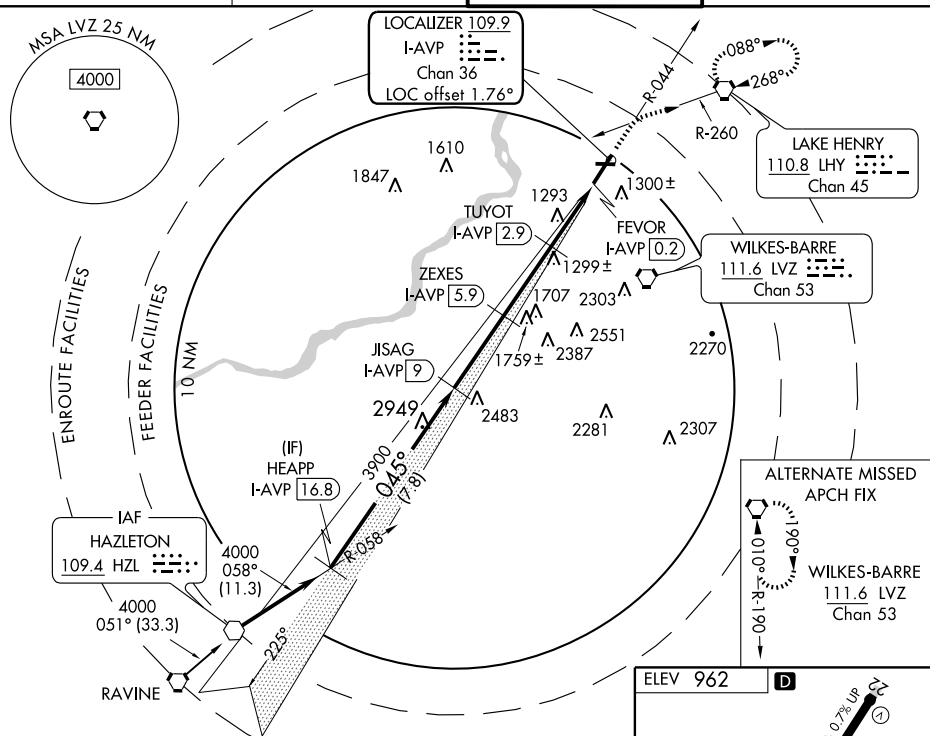 MSA LVZ 25 NM
4000
LOCALIZER 109.9
I-AVP
Chan 36
LOC offset 1.76°
R-044
088°
268°
R-260
LAKE HENRY
110.8 LHY
Chan 45
1610
1847
1293
1300 ±
TUYOT
I-AVP 2.9
FEVOR
I-AVP 0.2
WILKES-BARRE
111.6 LVZ
Chan 53
1299 ±
ZEXES
I-AVP 5.9
2303
1707
2551
1759 ±
2387
2270
ENROUTE FACILITIES
FEEDER FACILITIES
10 NM
JISAG
I-AVP 9
2949
2483
2281
2307
3900
045°
(7.8)
(IF)
HEAPP
I-AVP 16.8
R-058
IAF
HAZLETON
109.4 HZL
4000
058°
(11.3)
4000
051° (33.3)
225°
RAVINE
ALTERNATE MISSED
APCH FIX
190°
010°
R-190
WILKES-BARRE
111.6 LVZ
Chan 53
ELEV 962
D
22
0.7% UP
V